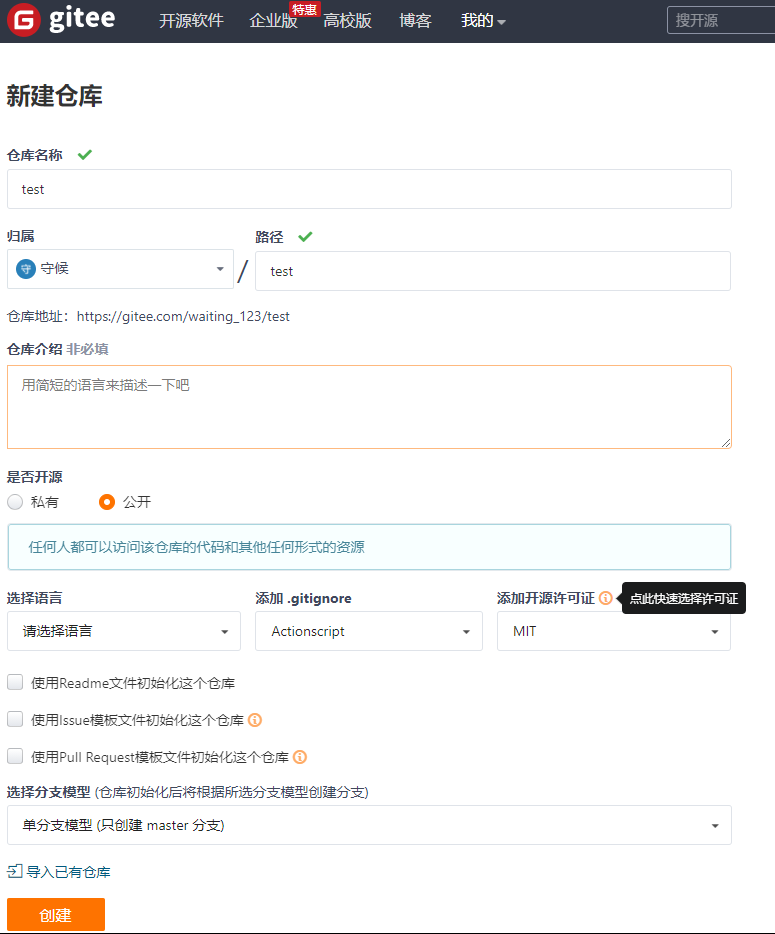 gitee 开源软件 企业版 特惠 高校版 博客 我的 搜开源
新建仓库
仓库名称
test
归属 路径
守 守候 / test
仓库地址：https://gitee.com/waiting_123/test
仓库介绍 非必填
用简短的语言来描述一下吧
是否开源
私有 公开
任何人都可以访问该仓库的代码和其他任何形式的资源
选择语言 添加 .gitignore 添加开源许可证 点此快速选择许可证
请选择语言 Actionscript MIT
使用Readme文件初始化这个仓库
使用Issue模板文件初始化这个仓库
使用Pull Request模板文件初始化这个仓库
选择分支模型 (仓库初始化后将根据所选分支模型创建分支)
单分支模型 (只创建 master 分支)
导入已有仓库
创建